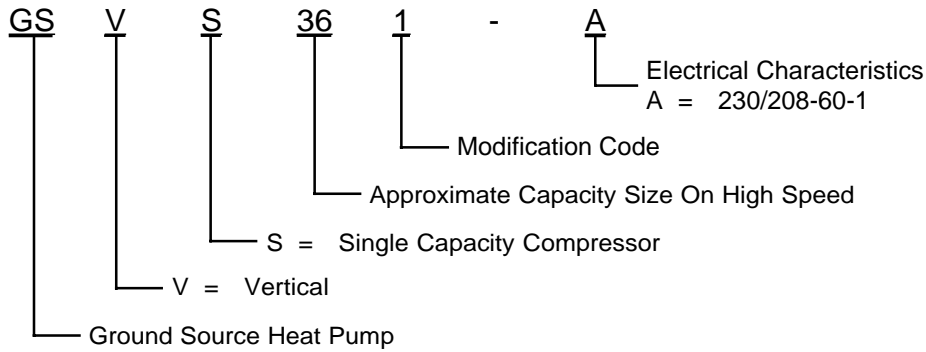 GS V S 36 1 - A
Electrical Characteristics
A = 230/208-60-1
Modification Code
Approximate Capacity Size On High Speed
S = Single Capacity Compressor
V = Vertical
Ground Source Heat Pump